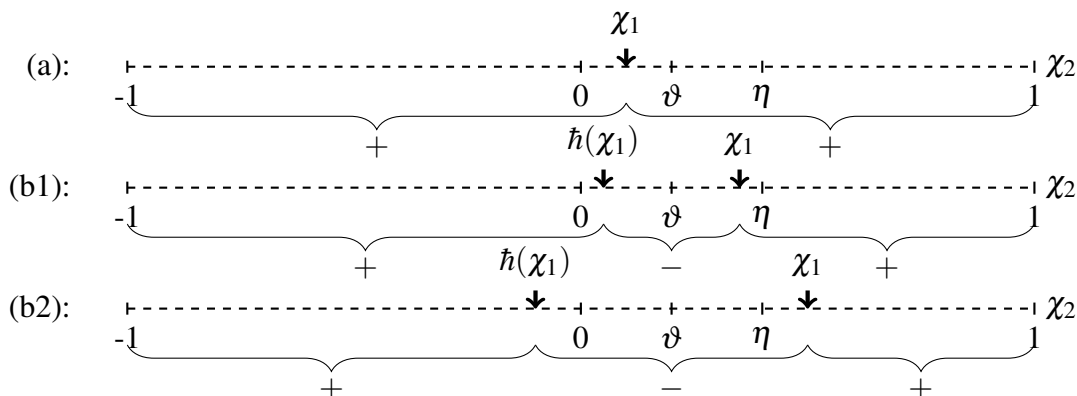 χ₁
(a): χ₂
-1 0 ϑ η 1
+ +
ℏ(χ₁) χ₁
(b1): χ₂
-1 0 ϑ η 1
+ − +
ℏ(χ₁) χ₁
(b2): χ₂
-1 0 ϑ η 1
+ − +